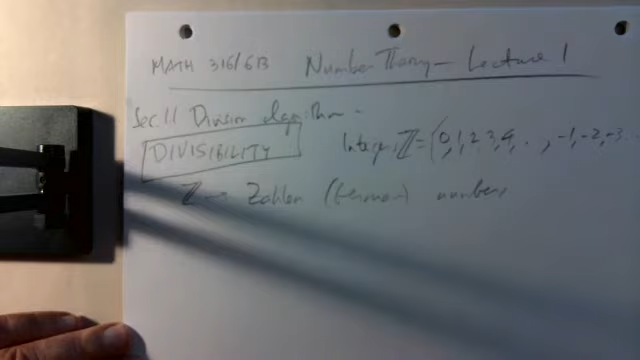 MATH 316/613 Number Theory - Lecture 1
Sec. 1.1 Division Algorithm -
DIVISIBILITY Integers ℤ = {0, 1, 2, 3, 4, . . , -1, -2, -3 . .
ℤ → Zahlen (German) numbers